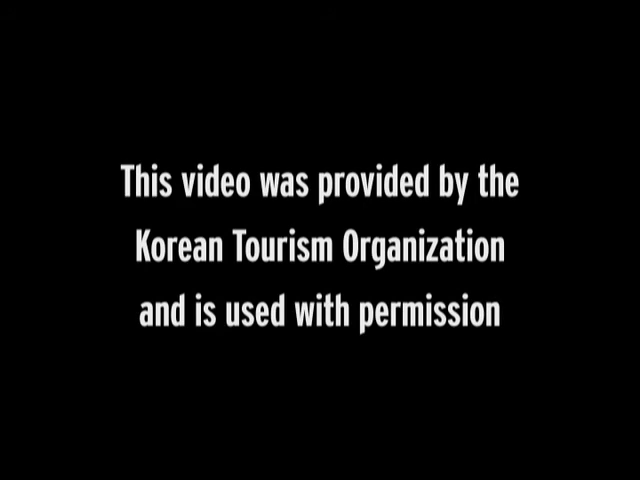 This video was provided by the
Korean Tourism Organization
and is used with permission